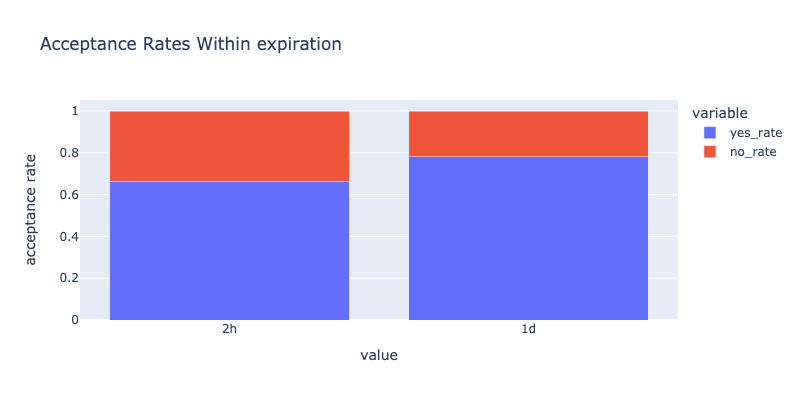 Acceptance Rates Within expiration
variable
yes_rate
no_rate
acceptance rate
1
0.8
0.6
0.4
0.2
0
2h
1d
value